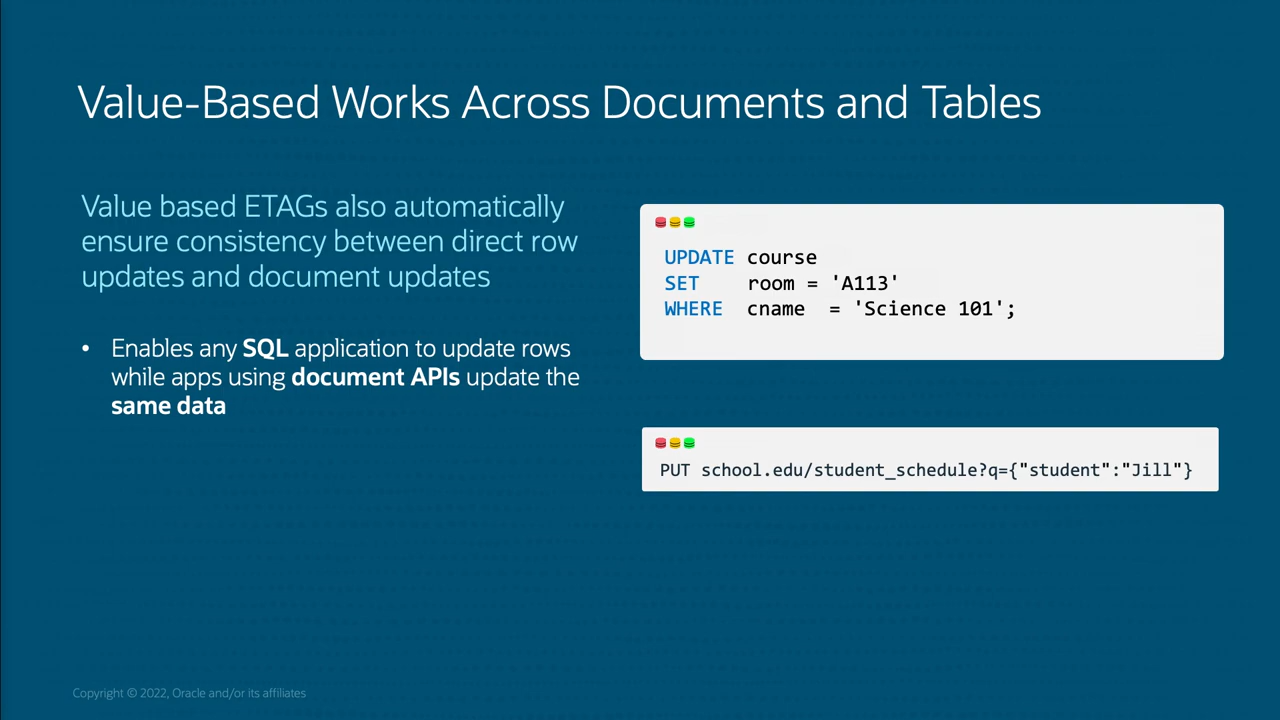 Value-Based Works Across Documents and Tables
Value based ETAGs also automatically
ensure consistency between direct row
updates and document updates
• Enables any SQL application to update rows
while apps using document APIs update the
same data
UPDATE course
SET room = 'A113'
WHERE cname = 'Science 101';
PUT school.edu/student_schedule?q={"student":"Jill"}
Copyright © 2022, Oracle and/or its affiliates